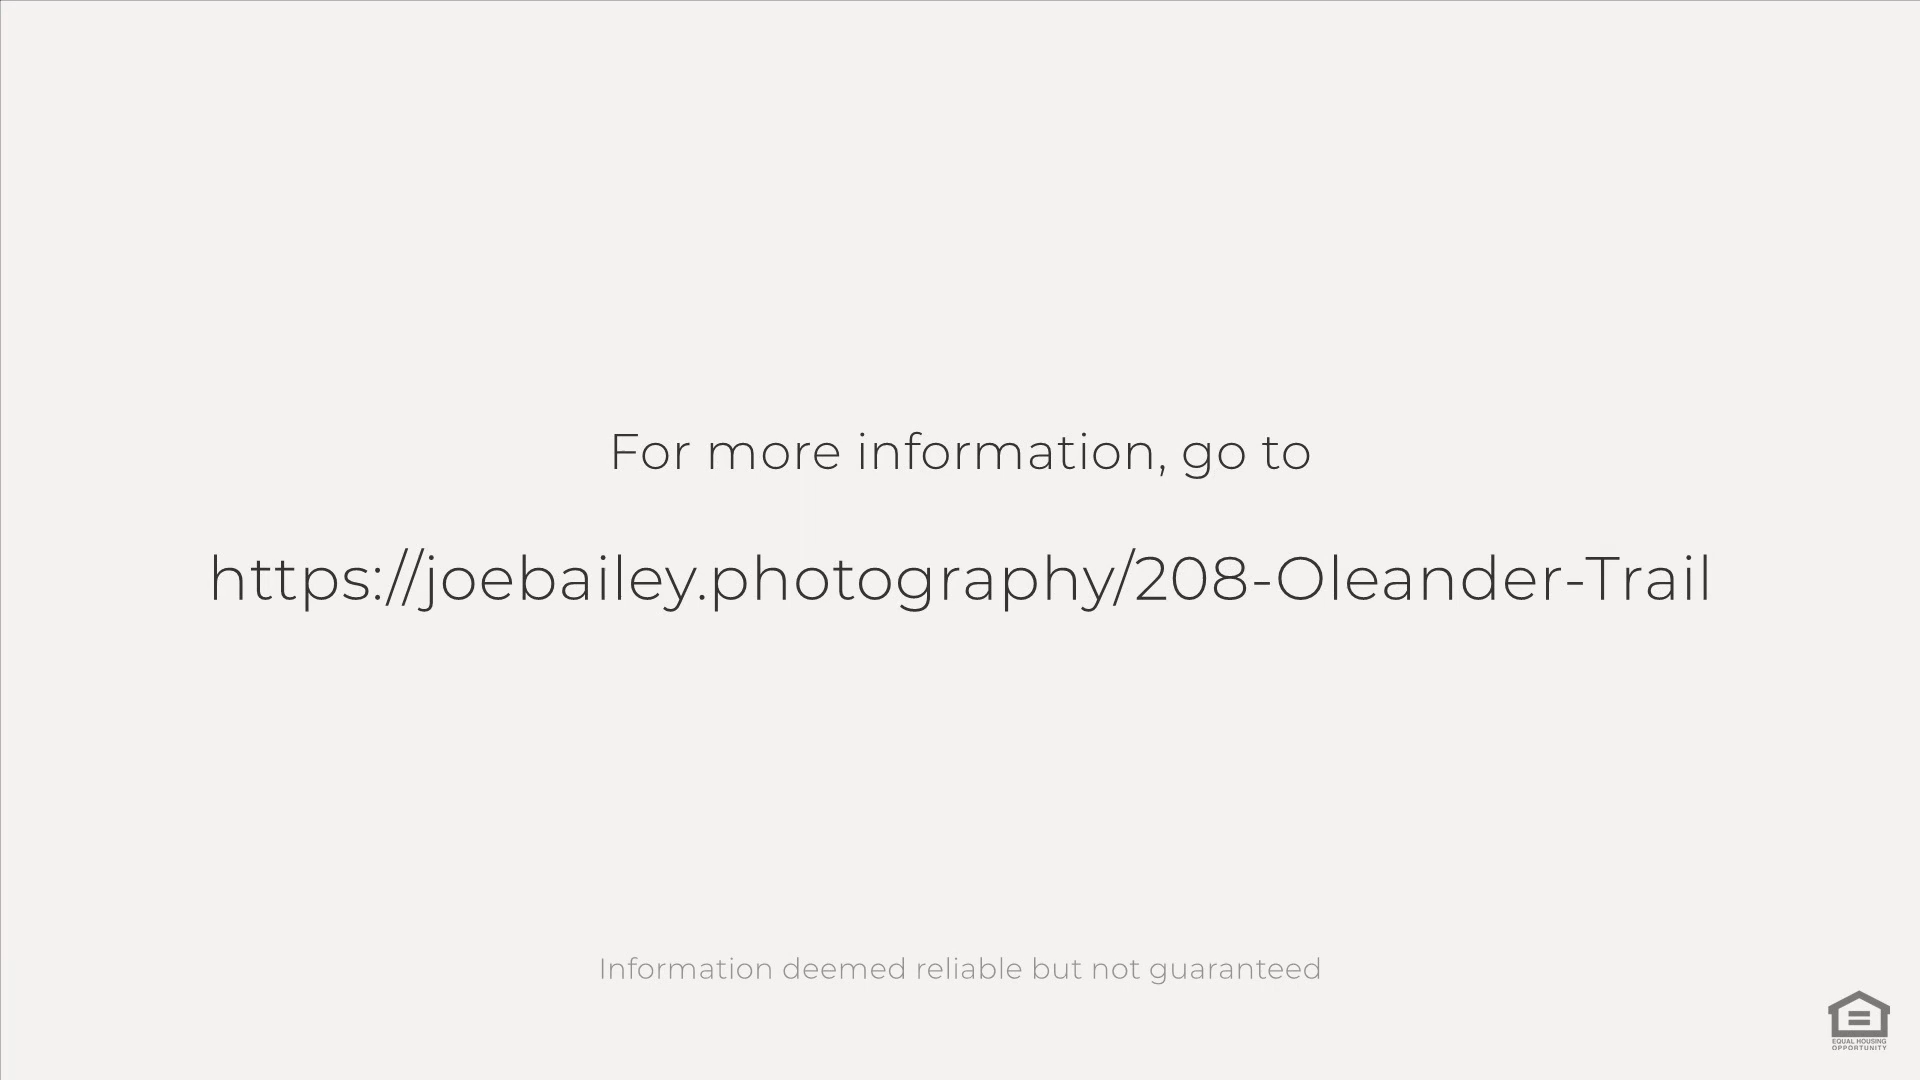 For more information, go to
https://joebailey.photography/208-Oleander-Trail
Information deemed reliable but not guaranteed
EQUAL HOUSING
OPPORTUNITY